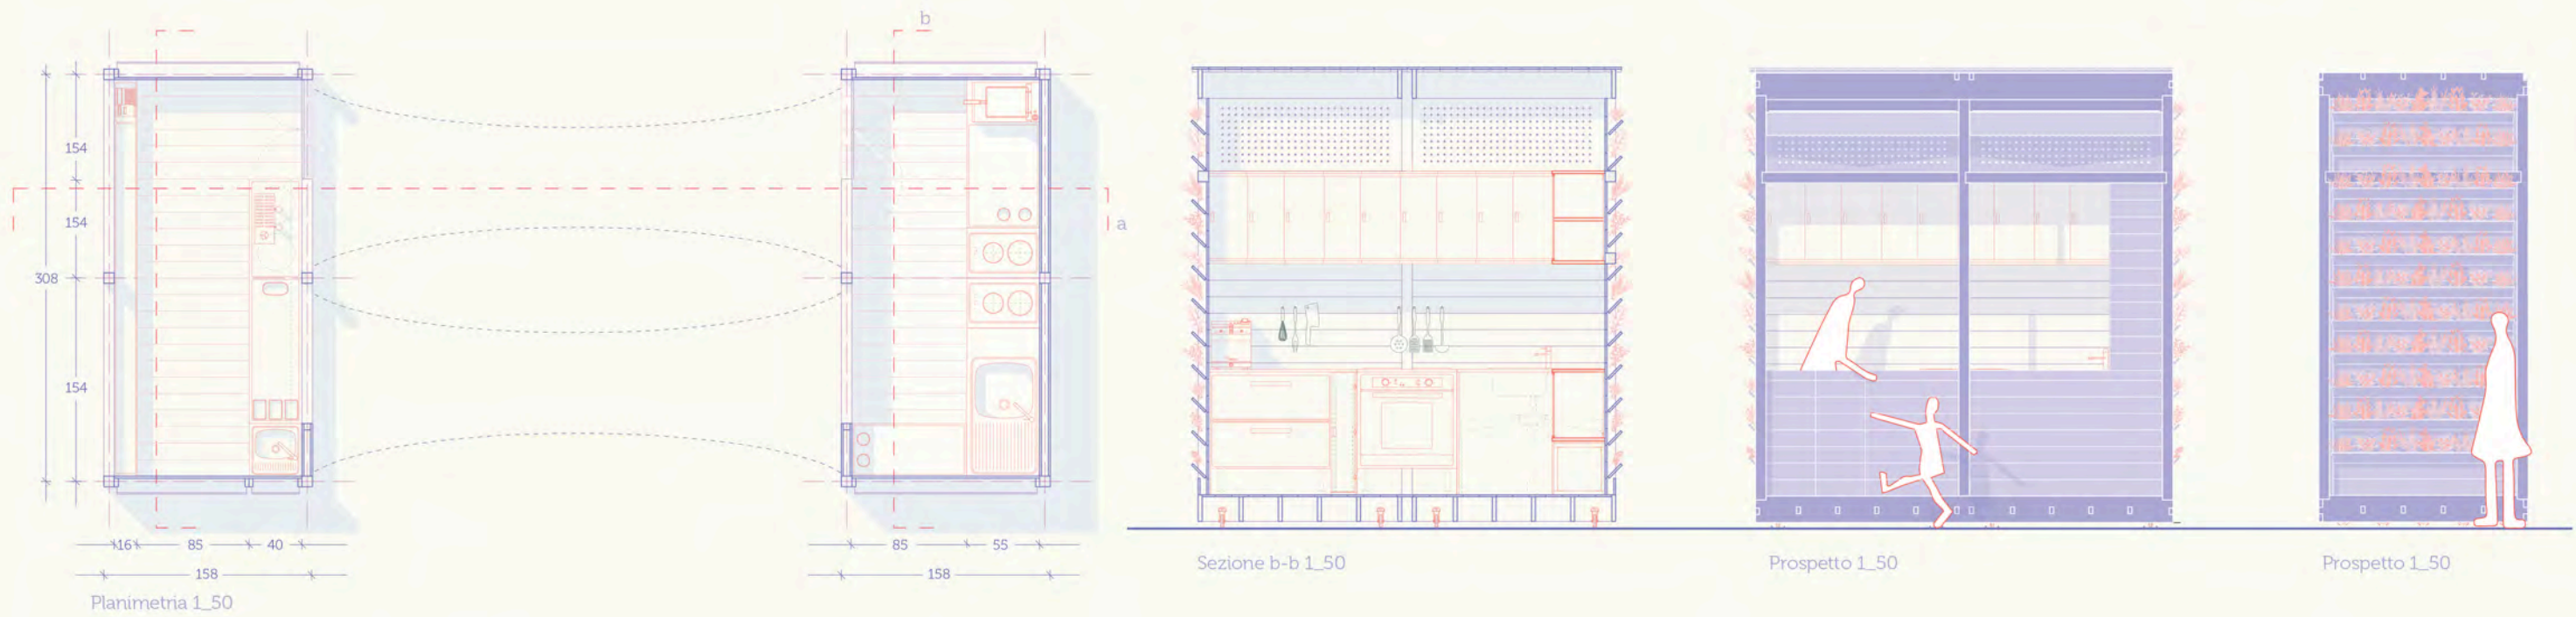 b
154
154
308
a
154
16
85
40
85
55
158
158
Planimetria 1_50
Sezione b-b 1_50
Prospetto 1_50
Prospetto 1_50